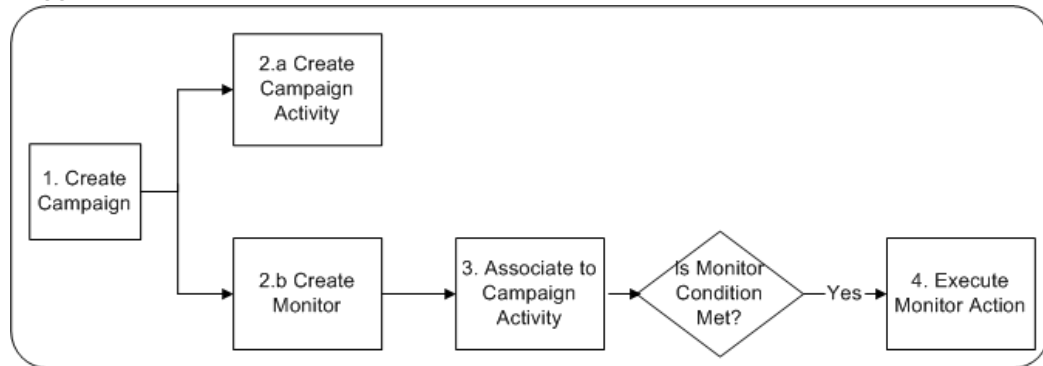 2.a Create
Campaign
Activity
1. Create
Campaign
2.b Create
Monitor
3. Associate to
Campaign
Activity
Is Monitor
Condition
Met?
Yes
4. Execute
Monitor Action